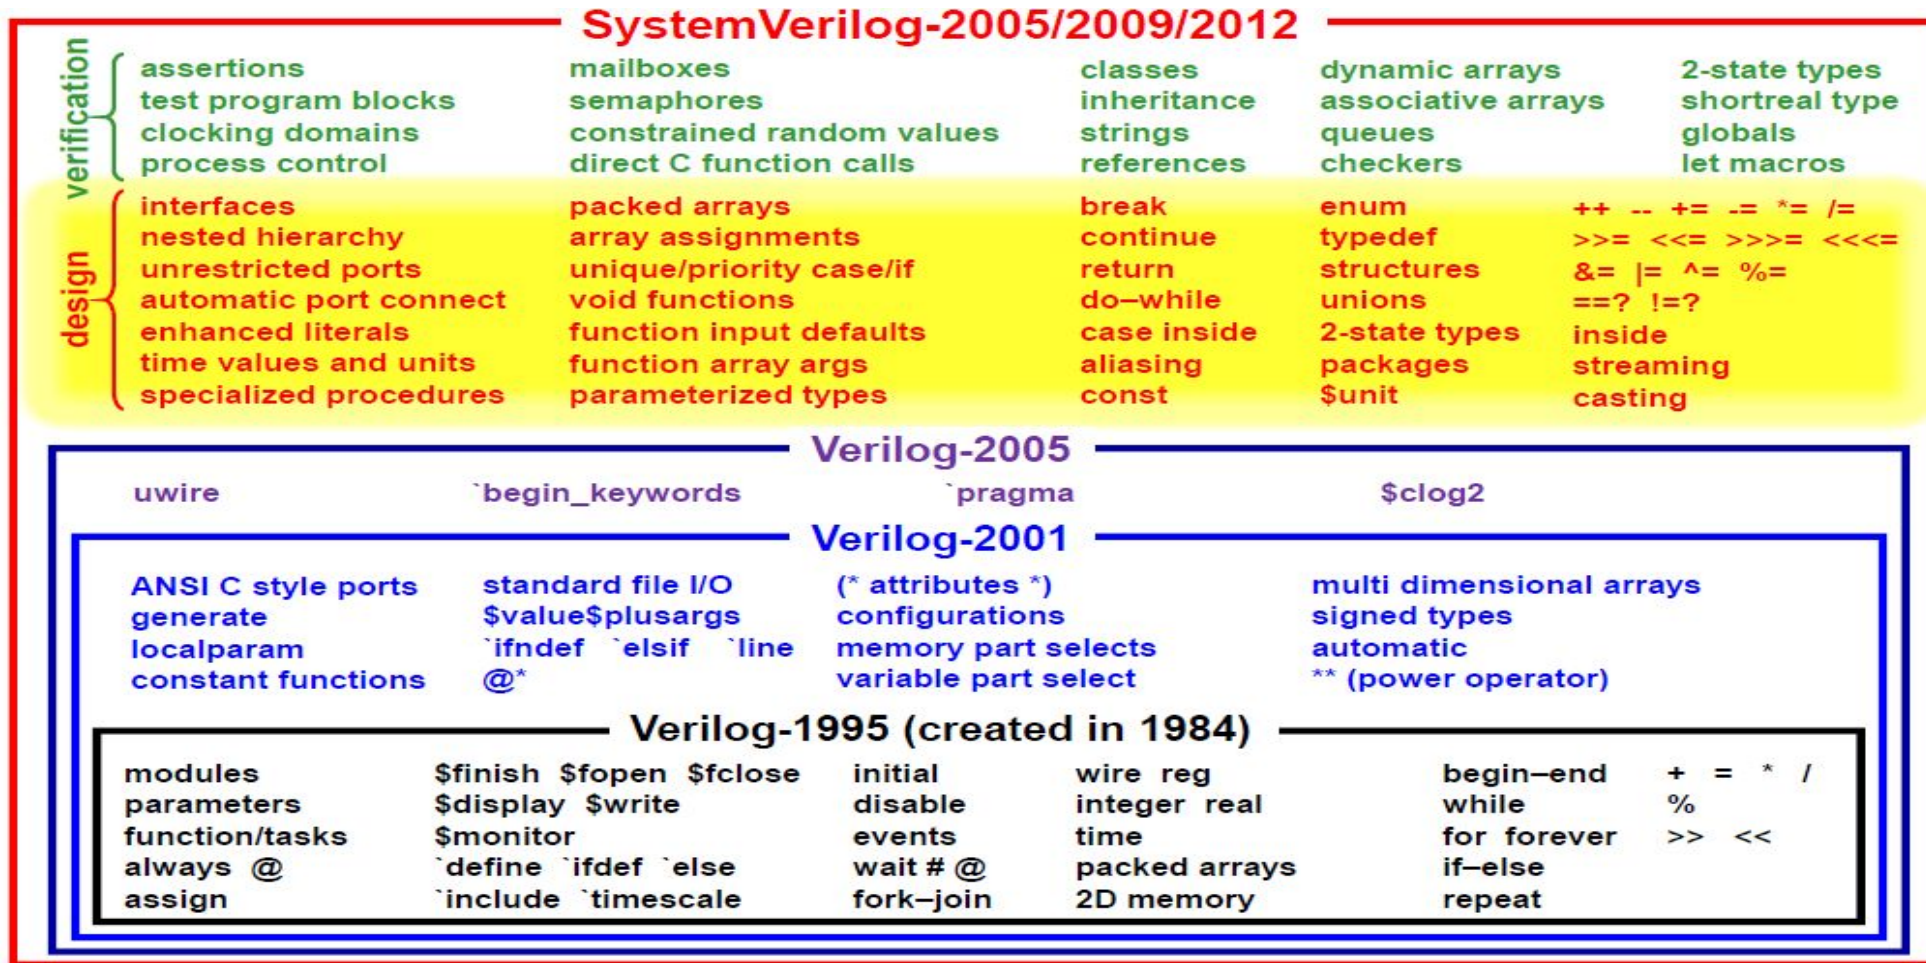 SystemVerilog-2005/2009/2012
verification
assertions mailboxes classes dynamic arrays 2-state types
test program blocks semaphores inheritance associative arrays shortreal type
clocking domains constrained random values strings queues globals
process control direct C function calls references checkers let macros
design
interfaces packed arrays break enum ++ -- += -= *= /=
nested hierarchy array assignments continue typedef >>= <<= >>>= <<<=
unrestricted ports unique/priority case/if return structures &= |= ^= %=
automatic port connect void functions do–while unions ==? !=?
enhanced literals function input defaults case inside 2-state types inside
time values and units function array args aliasing packages streaming
specialized procedures parameterized types const $unit casting
Verilog-2005
uwire `begin_keywords `pragma $clog2
Verilog-2001
ANSI C style ports standard file I/O (* attributes *) multi dimensional arrays
generate $value$plusargs configurations signed types
localparam `ifndef `elsif `line memory part selects automatic
constant functions @* variable part select ** (power operator)
Verilog-1995 (created in 1984)
modules $finish $fopen $fclose initial wire reg begin–end + = * /
parameters $display $write disable integer real while %
function/tasks $monitor events time for forever >> <<
always @ `define `ifdef `else wait # @ packed arrays if–else
assign `include `timescale fork–join 2D memory repeat